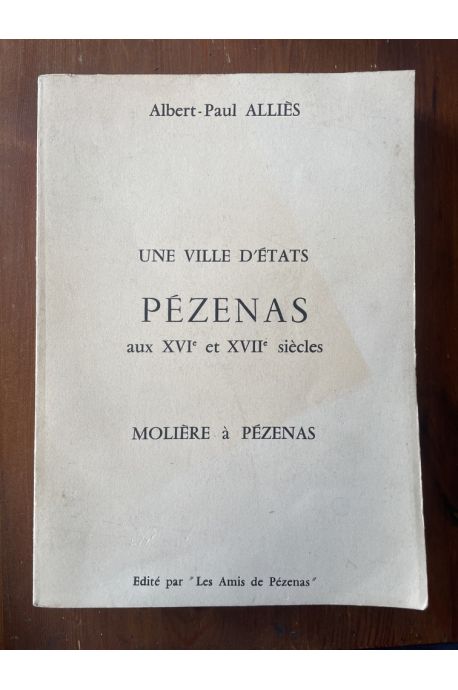 Albert-Paul ALLIÈS
UNE VILLE D'ÉTATS
PÉZENAS
aux XVIe et XVIIe siècles
MOLIÈRE à PÉZENAS
Edité par "Les Amis de Pézenas"